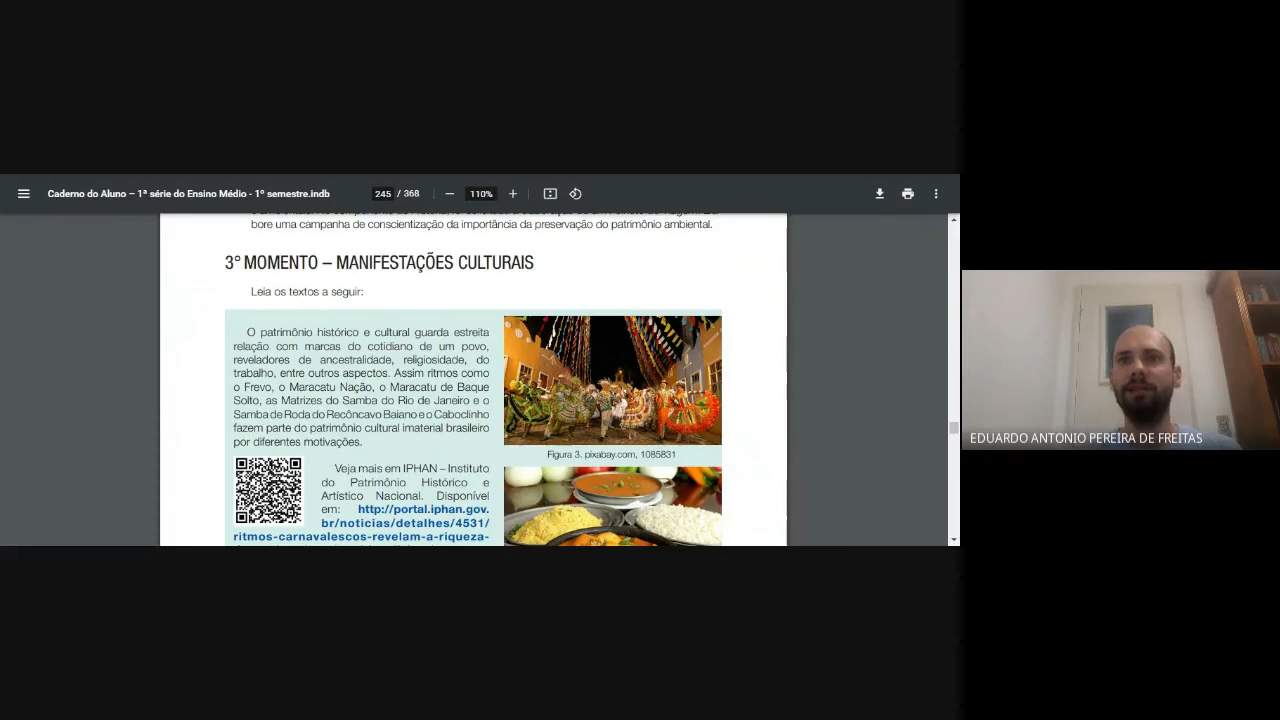 Caderno do Aluno – 1ª série do Ensino Médio - 1º semestre.indb
245 / 368
110%
bore uma campanha de conscientização da importância da preservação do patrimônio ambiental.
3° MOMENTO – MANIFESTAÇÕES CULTURAIS
Leia os textos a seguir:
O patrimônio histórico e cultural guarda estreita
relação com marcas do cotidiano de um povo,
reveladores de ancestralidade, religiosidade, do
trabalho, entre outros aspectos. Assim ritmos como
o Frevo, o Maracatu Nação, o Maracatu de Baque
Solto, as Matrizes do Samba do Rio de Janeiro e o
Samba de Roda do Recôncavo Baiano e o Caboclinho
fazem parte do patrimônio cultural imaterial brasileiro
por diferentes motivações.
Veja mais em IPHAN – Instituto
do Patrimônio Histórico e
Artístico Nacional. Disponível
em: http://portal.iphan.gov.
br/noticias/detalhes/4531/
ritmos-carnavalescos-revelam-a-riqueza-
Figura 3. pixabay.com, 1085831
EDUARDO ANTONIO PEREIRA DE FREITAS